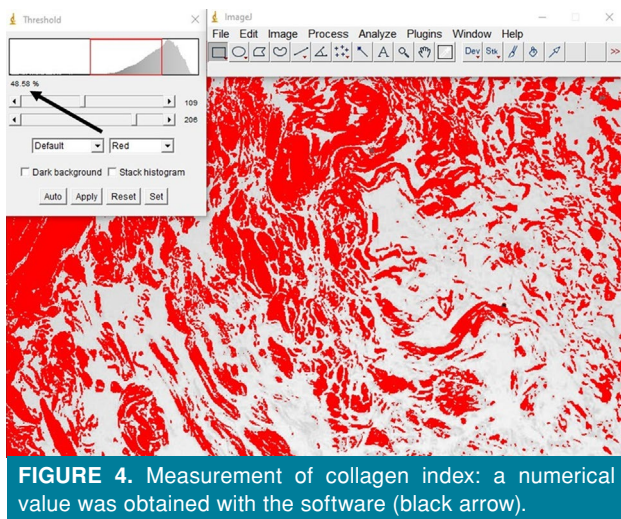 Threshold
48.58 %
109
206
Default
Red
Dark background
Stack histogram
Auto
Apply
Reset
Set
ImageJ
File Edit Image Process Analyze Plugins Window Help
A
Dev
Stk
>>
FIGURE 4. Measurement of collagen index: a numerical
value was obtained with the software (black arrow).